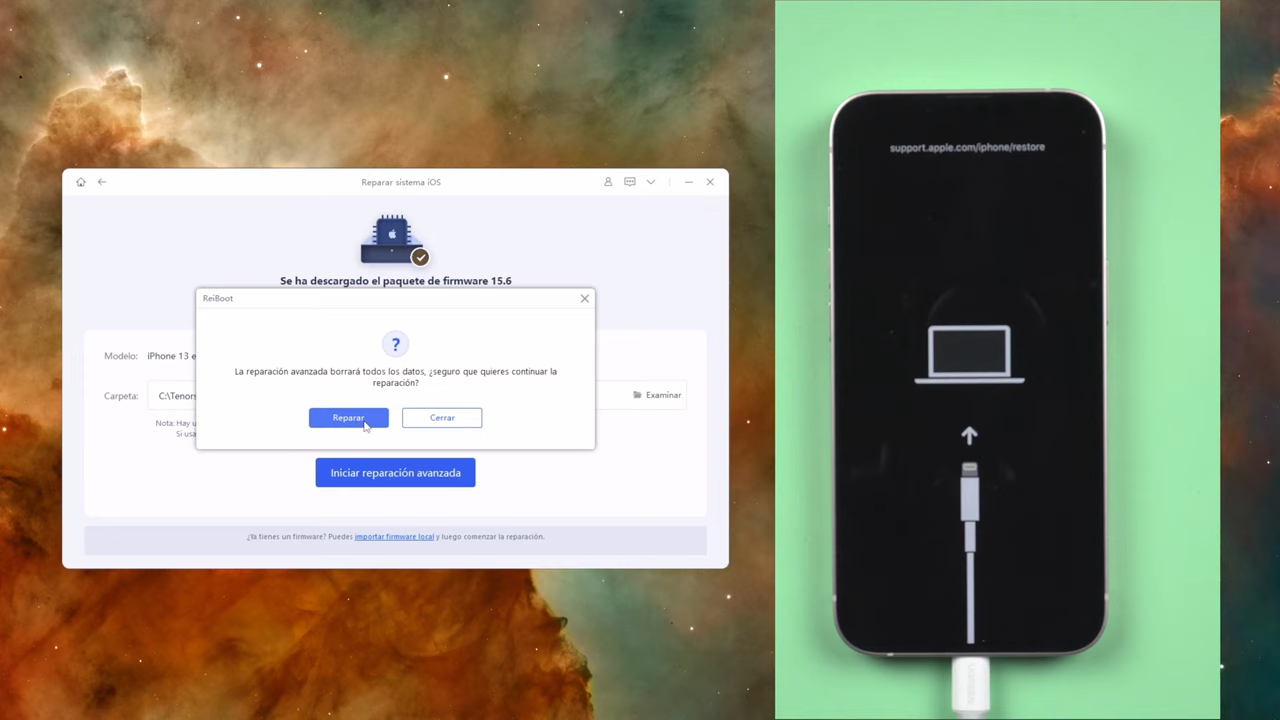 Reparar sistema iOS
Se ha descargado el paquete de firmware 15.6
ReiBoot
?
La reparación avanzada borrará todos los datos, ¿seguro que quieres continuar la
reparación?
Reparar
Cerrar
Modelo: iPhone 13 e
Carpeta: C:\Tenors
Examinar
Nota: Hay u
Si usa
Iniciar reparación avanzada
¿Ya tienes un firmware? Puedes importar firmware local y luego comenzar la reparación.
support.apple.com/iphone/restore
UGREEN